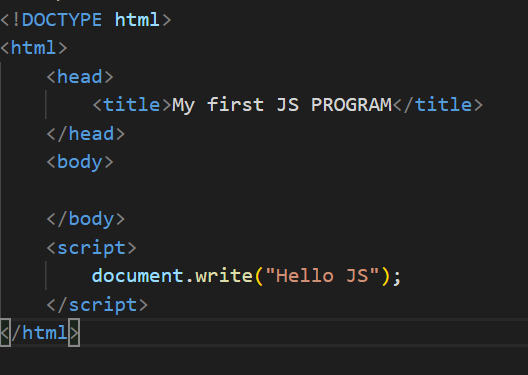 <!DOCTYPE html>
<html>
    <head>
        <title>My first JS PROGRAM</title>
    </head>
    <body>

    </body>
    <script>
        document.write("Hello JS");
    </script>
</html>